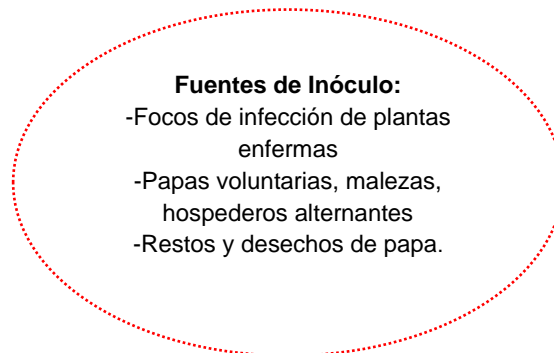 Fuentes de Inóculo:
-Focos de infección de plantas
enfermas
-Papas voluntarias, malezas,
hospederos alternantes
-Restos y desechos de papa.